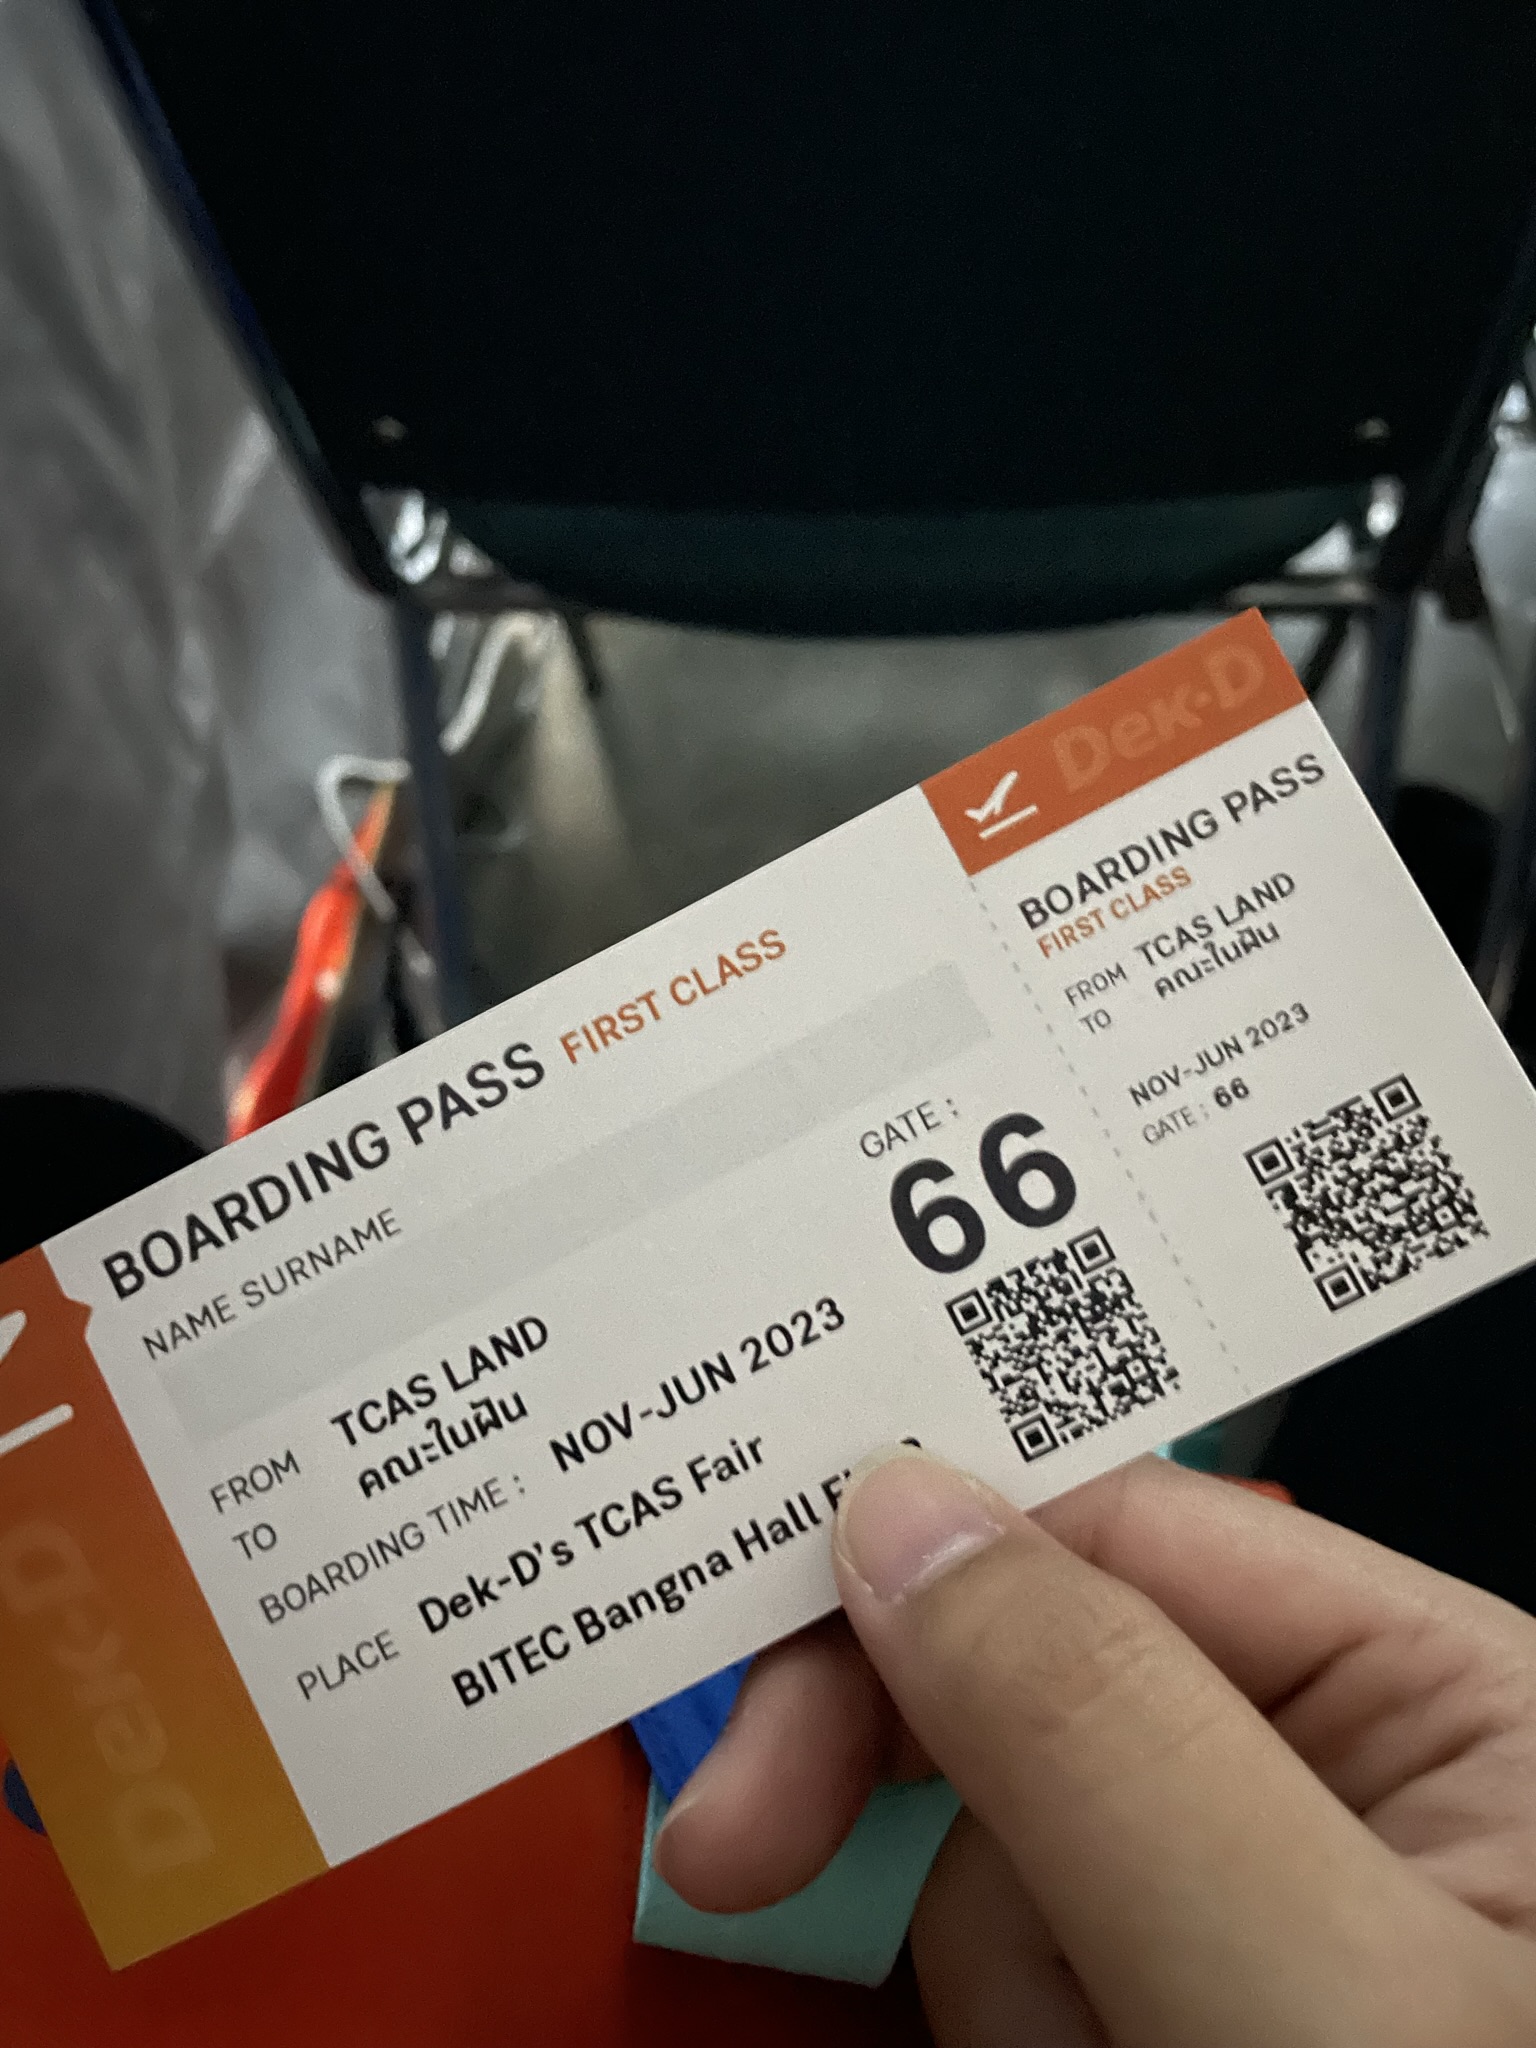 BOARDING PASS FIRST CLASS
NAME SURNAME
FROM TCAS LAND
TO คณะในฝัน
BOARDING TIME : NOV-JUN 2023
PLACE Dek-D's TCAS Fair
BITEC Bangna Hall
GATE :
66
Dek-D
Dek-D
BOARDING PASS
FIRST CLASS
FROM TCAS LAND
TO คณะในฝัน
NOV-JUN 2023
GATE : 66